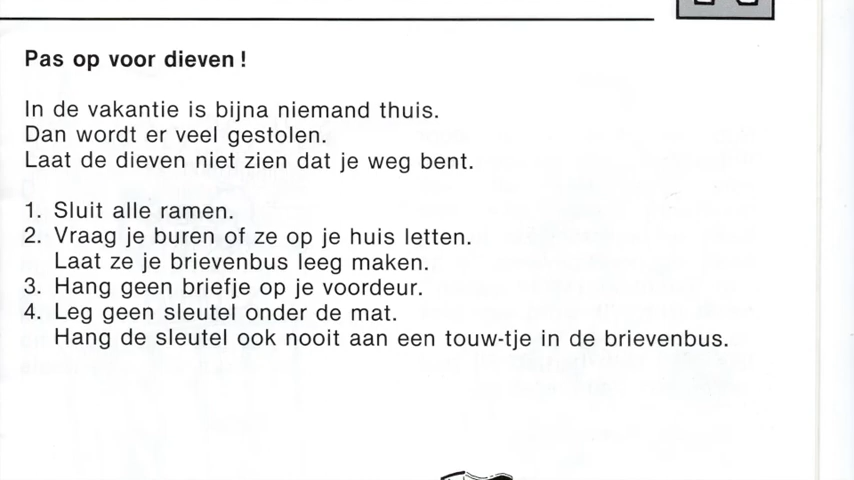 Pas op voor dieven !
In de vakantie is bijna niemand thuis.
Dan wordt er veel gestolen.
Laat de dieven niet zien dat je weg bent.
1. Sluit alle ramen.
2. Vraag je buren of ze op je huis letten.
Laat ze je brievenbus leeg maken.
3. Hang geen briefje op je voordeur.
4. Leg geen sleutel onder de mat.
Hang de sleutel ook nooit aan een touw-tje in de brievenbus.